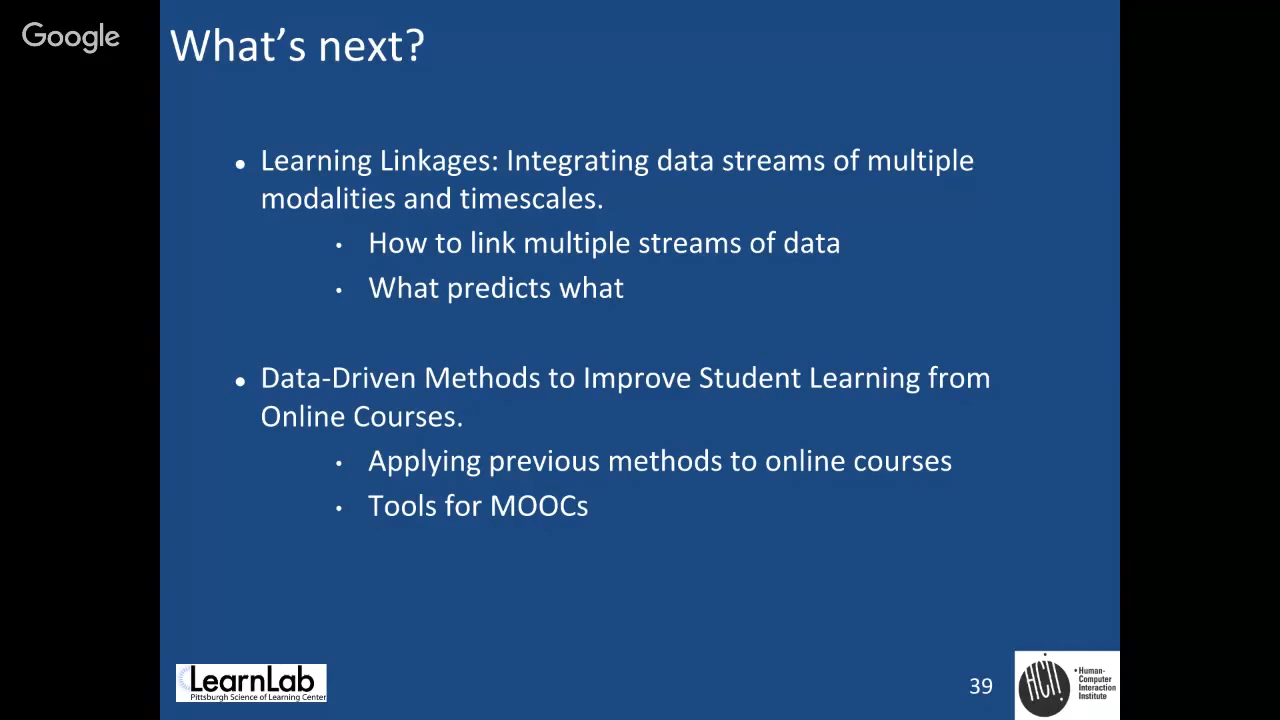 Google
What’s next?
● Learning Linkages: Integrating data streams of multiple
modalities and timescales.
• How to link multiple streams of data
• What predicts what
● Data-Driven Methods to Improve Student Learning from
Online Courses.
• Applying previous methods to online courses
• Tools for MOOCs
LearnLab
Pittsburgh Science of Learning Center
39
HCII
• Human-
Computer
Interaction
Institute